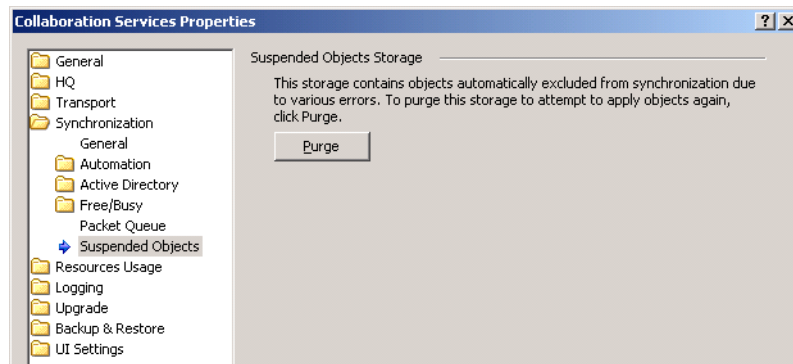 Collaboration Services Properties
General
HQ
Transport
Synchronization
General
Automation
Active Directory
Free/Busy
Packet Queue
Suspended Objects
Resources Usage
Logging
Upgrade
Backup & Restore
UI Settings
Suspended Objects Storage
This storage contains objects automatically excluded from synchronization due
to various errors. To purge this storage to attempt to apply objects again,
click Purge.
Purge